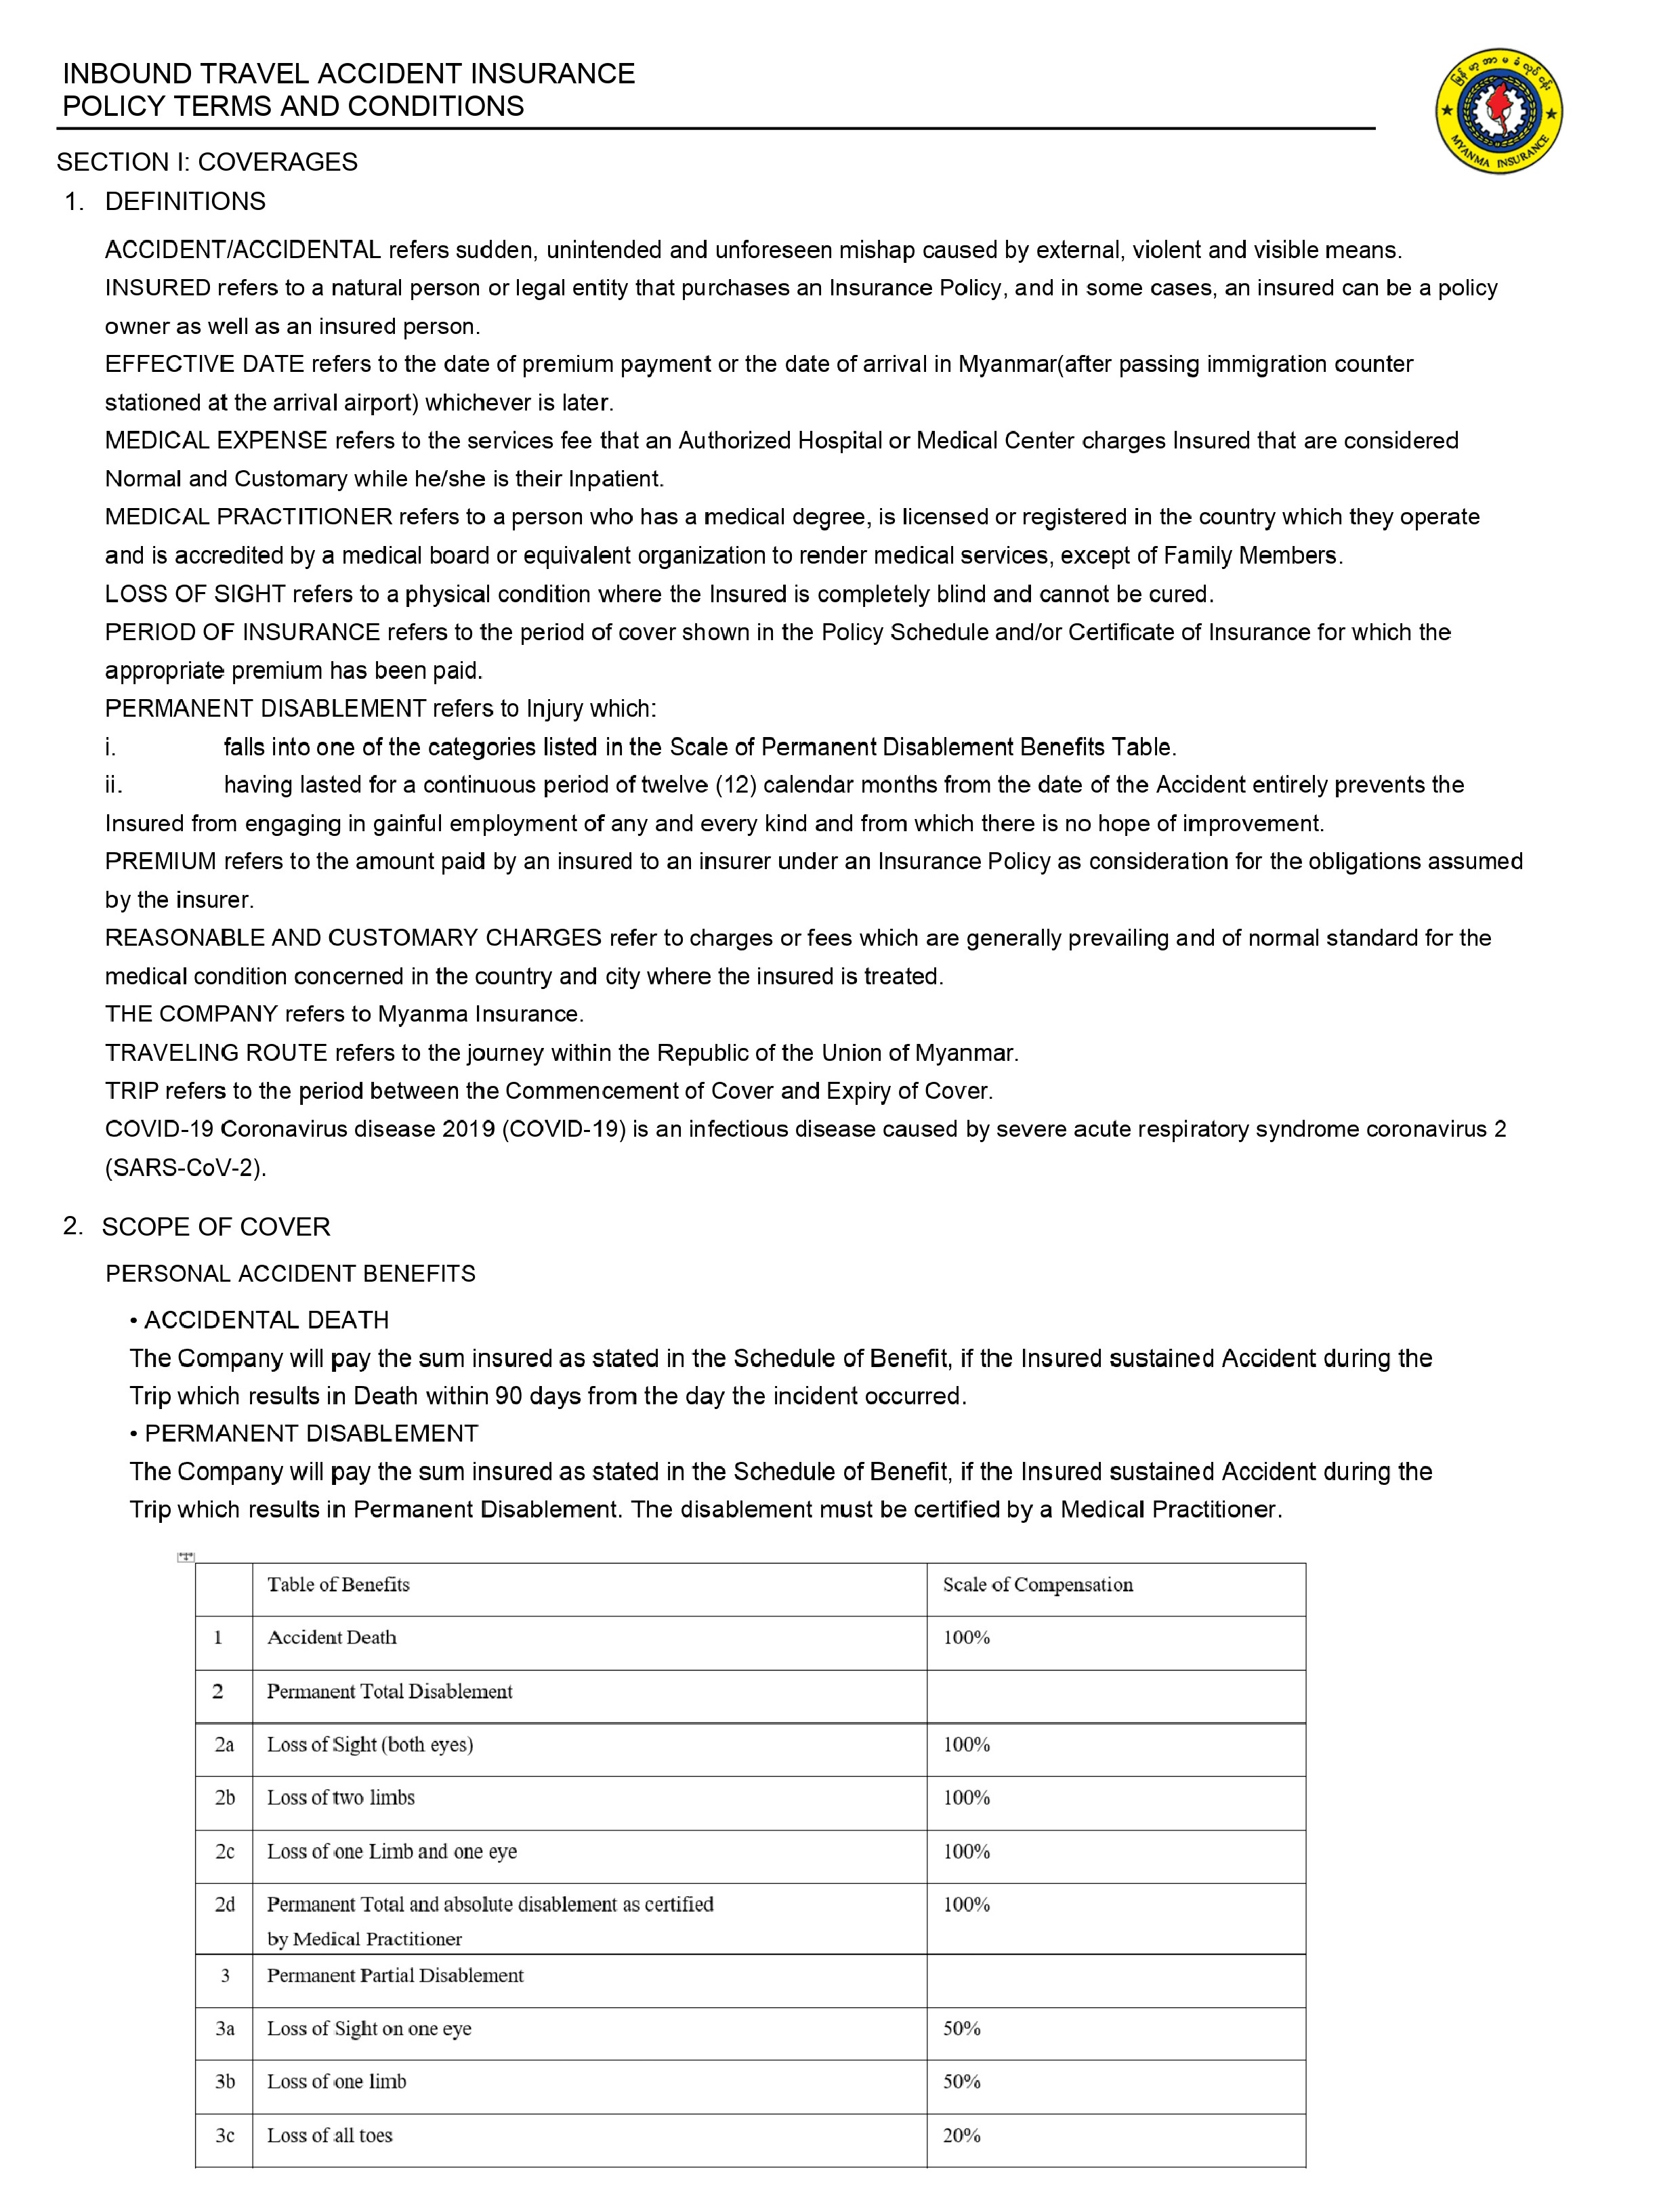 INBOUND TRAVEL ACCIDENT INSURANCE
POLICY TERMS AND CONDITIONS
မြန်မာ့အာမခံလုပ်ငန်း
MYANMA INSURANCE
SECTION I: COVERAGES
1. DEFINITIONS
ACCIDENT/ACCIDENTAL refers sudden, unintended and unforeseen mishap caused by external, violent and visible means.
INSURED refers to a natural person or legal entity that purchases an Insurance Policy, and in some cases, an insured can be a policy
owner as well as an insured person.
EFFECTIVE DATE refers to the date of premium payment or the date of arrival in Myanmar(after passing immigration counter
stationed at the arrival airport) whichever is later.
MEDICAL EXPENSE refers to the services fee that an Authorized Hospital or Medical Center charges Insured that are considered
Normal and Customary while he/she is their Inpatient.
MEDICAL PRACTITIONER refers to a person who has a medical degree, is licensed or registered in the country which they operate
and is accredited by a medical board or equivalent organization to render medical services, except of Family Members.
LOSS OF SIGHT refers to a physical condition where the Insured is completely blind and cannot be cured.
PERIOD OF INSURANCE refers to the period of cover shown in the Policy Schedule and/or Certificate of Insurance for which the
appropriate premium has been paid.
PERMANENT DISABLEMENT refers to Injury which:
i. falls into one of the categories listed in the Scale of Permanent Disablement Benefits Table.
ii. having lasted for a continuous period of twelve (12) calendar months from the date of the Accident entirely prevents the
Insured from engaging in gainful employment of any and every kind and from which there is no hope of improvement.
PREMIUM refers to the amount paid by an insured to an insurer under an Insurance Policy as consideration for the obligations assumed
by the insurer.
REASONABLE AND CUSTOMARY CHARGES refer to charges or fees which are generally prevailing and of normal standard for the
medical condition concerned in the country and city where the insured is treated.
THE COMPANY refers to Myanma Insurance.
TRAVELING ROUTE refers to the journey within the Republic of the Union of Myanmar.
TRIP refers to the period between the Commencement of Cover and Expiry of Cover.
COVID-19 Coronavirus disease 2019 (COVID-19) is an infectious disease caused by severe acute respiratory syndrome coronavirus 2
(SARS-CoV-2).
2. SCOPE OF COVER
PERSONAL ACCIDENT BENEFITS
• ACCIDENTAL DEATH
The Company will pay the sum insured as stated in the Schedule of Benefit, if the Insured sustained Accident during the
Trip which results in Death within 90 days from the day the incident occurred.
• PERMANENT DISABLEMENT
The Company will pay the sum insured as stated in the Schedule of Benefit, if the Insured sustained Accident during the
Trip which results in Permanent Disablement. The disablement must be certified by a Medical Practitioner.
Table of Benefits Scale of Compensation
1 Accident Death 100%
2 Permanent Total Disablement
2a Loss of Sight (both eyes) 100%
2b Loss of two limbs 100%
2c Loss of one Limb and one eye 100%
2d Permanent Total and absolute disablement as certified 100%
by Medical Practitioner
3 Permanent Partial Disablement
3a Loss of Sight on one eye 50%
3b Loss of one limb 50%
3c Loss of all toes 20%